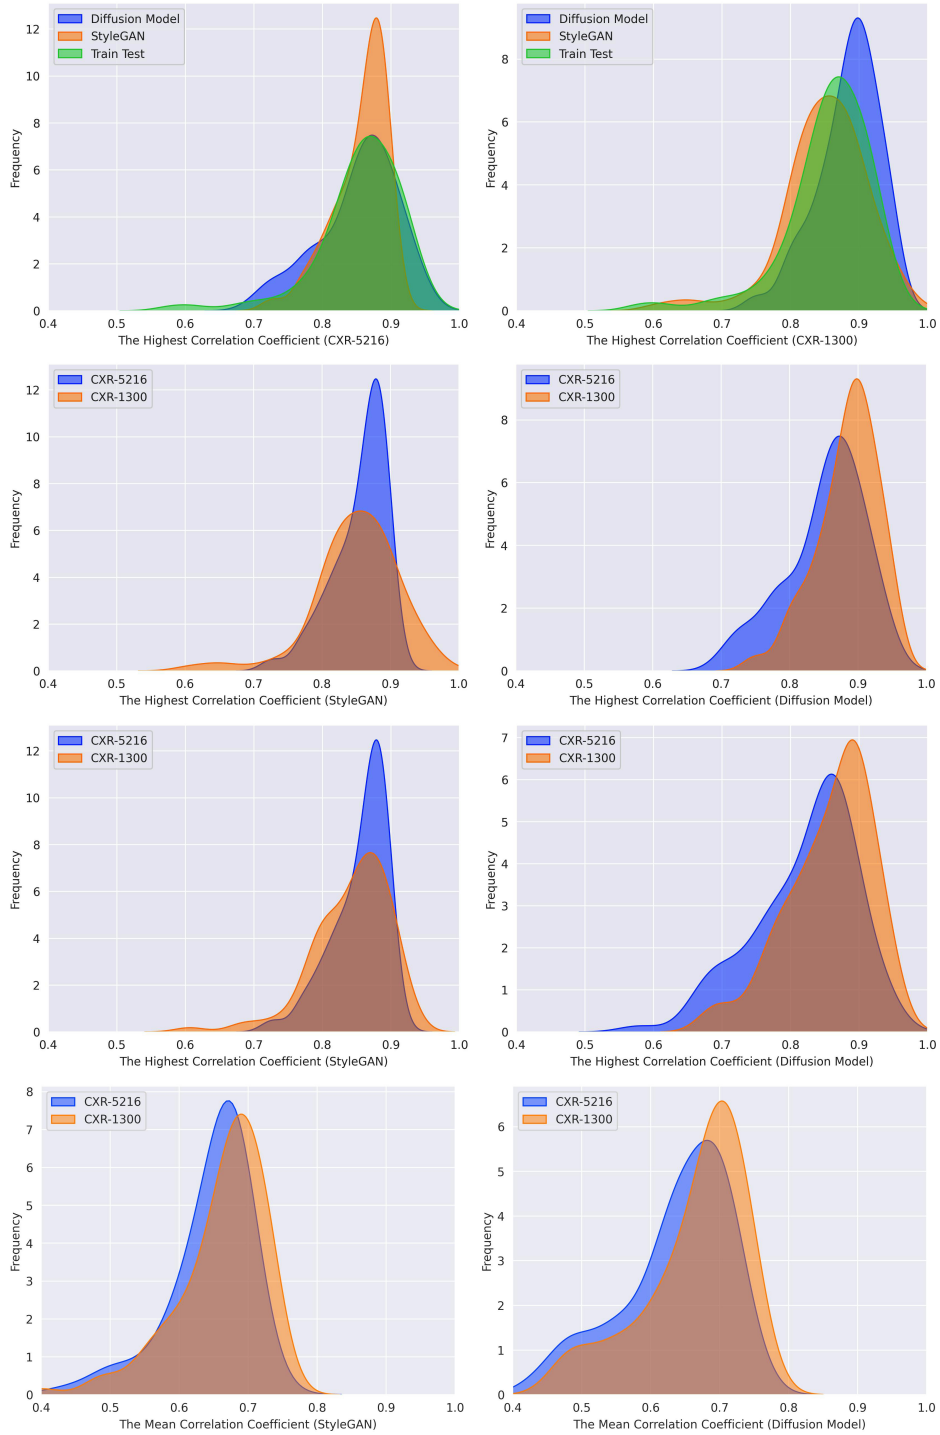 Diffusion Model
StyleGAN
Train Test
Frequency
12
10
8
6
4
2
0
0.4 0.5 0.6 0.7 0.8 0.9 1.0
The Highest Correlation Coefficient (CXR-5216)
Diffusion Model
StyleGAN
Train Test
Frequency
8
6
4
2
0
0.4 0.5 0.6 0.7 0.8 0.9 1.0
The Highest Correlation Coefficient (CXR-1300)
CXR-5216
CXR-1300
Frequency
12
10
8
6
4
2
0
0.4 0.5 0.6 0.7 0.8 0.9 1.0
The Highest Correlation Coefficient (StyleGAN)
CXR-5216
CXR-1300
Frequency
8
6
4
2
0
0.4 0.5 0.6 0.7 0.8 0.9 1.0
The Highest Correlation Coefficient (Diffusion Model)
CXR-5216
CXR-1300
Frequency
12
10
8
6
4
2
0
0.4 0.5 0.6 0.7 0.8 0.9 1.0
The Highest Correlation Coefficient (StyleGAN)
CXR-5216
CXR-1300
Frequency
7
6
5
4
3
2
1
0
0.4 0.5 0.6 0.7 0.8 0.9 1.0
The Highest Correlation Coefficient (Diffusion Model)
CXR-5216
CXR-1300
Frequency
8
7
6
5
4
3
2
1
0
0.4 0.5 0.6 0.7 0.8 0.9 1.0
The Mean Correlation Coefficient (StyleGAN)
CXR-5216
CXR-1300
Frequency
6
5
4
3
2
1
0
0.4 0.5 0.6 0.7 0.8 0.9 1.0
The Mean Correlation Coefficient (Diffusion Model)